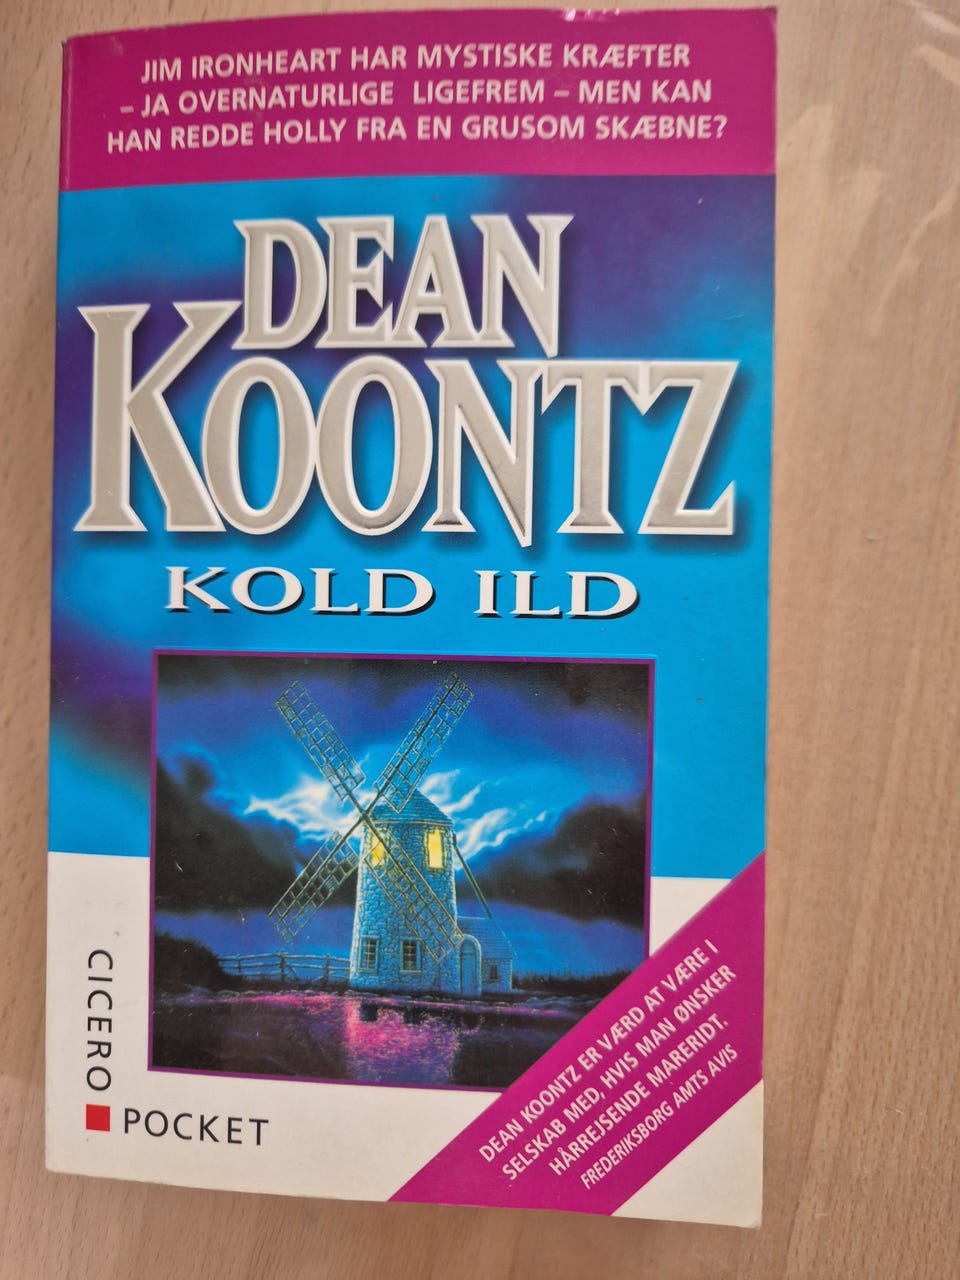 JIM IRONHEART HAR MYSTISKE KRÆFTER
– JA OVERNATURLIGE LIGEFREM – MEN KAN
HAN REDDE HOLLY FRA EN GRUSOM SKÆBNE?
DEAN
KOONTZ
KOLD ILD
CICERO
POCKET
DEAN KOONTZ ER VÆRD AT VÆRE I
SELSKAB MED, HVIS MAN ØNSKER
HÅRREJSENDE MARERIDT.
FREDERIKSBORG AMTS AVIS